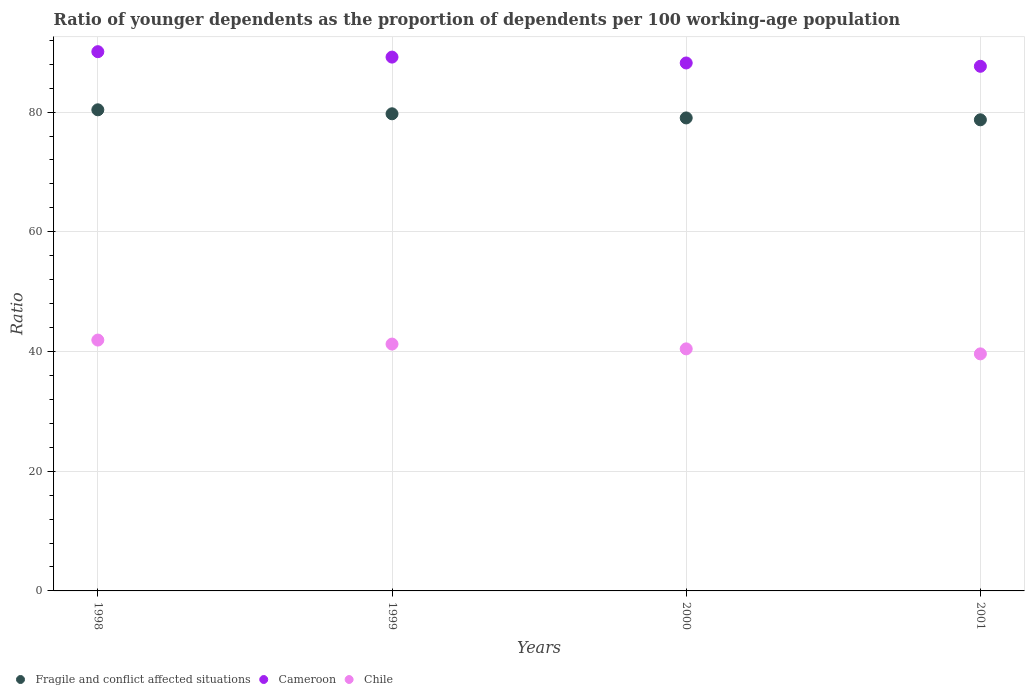 Ratio of younger dependents as the proportion of dependents per 100 working-age population
Ratio
80
60
40
20
0
1998
1999
2000
2001
Years
Fragile and conflict affected situations
Cameroon
Chile